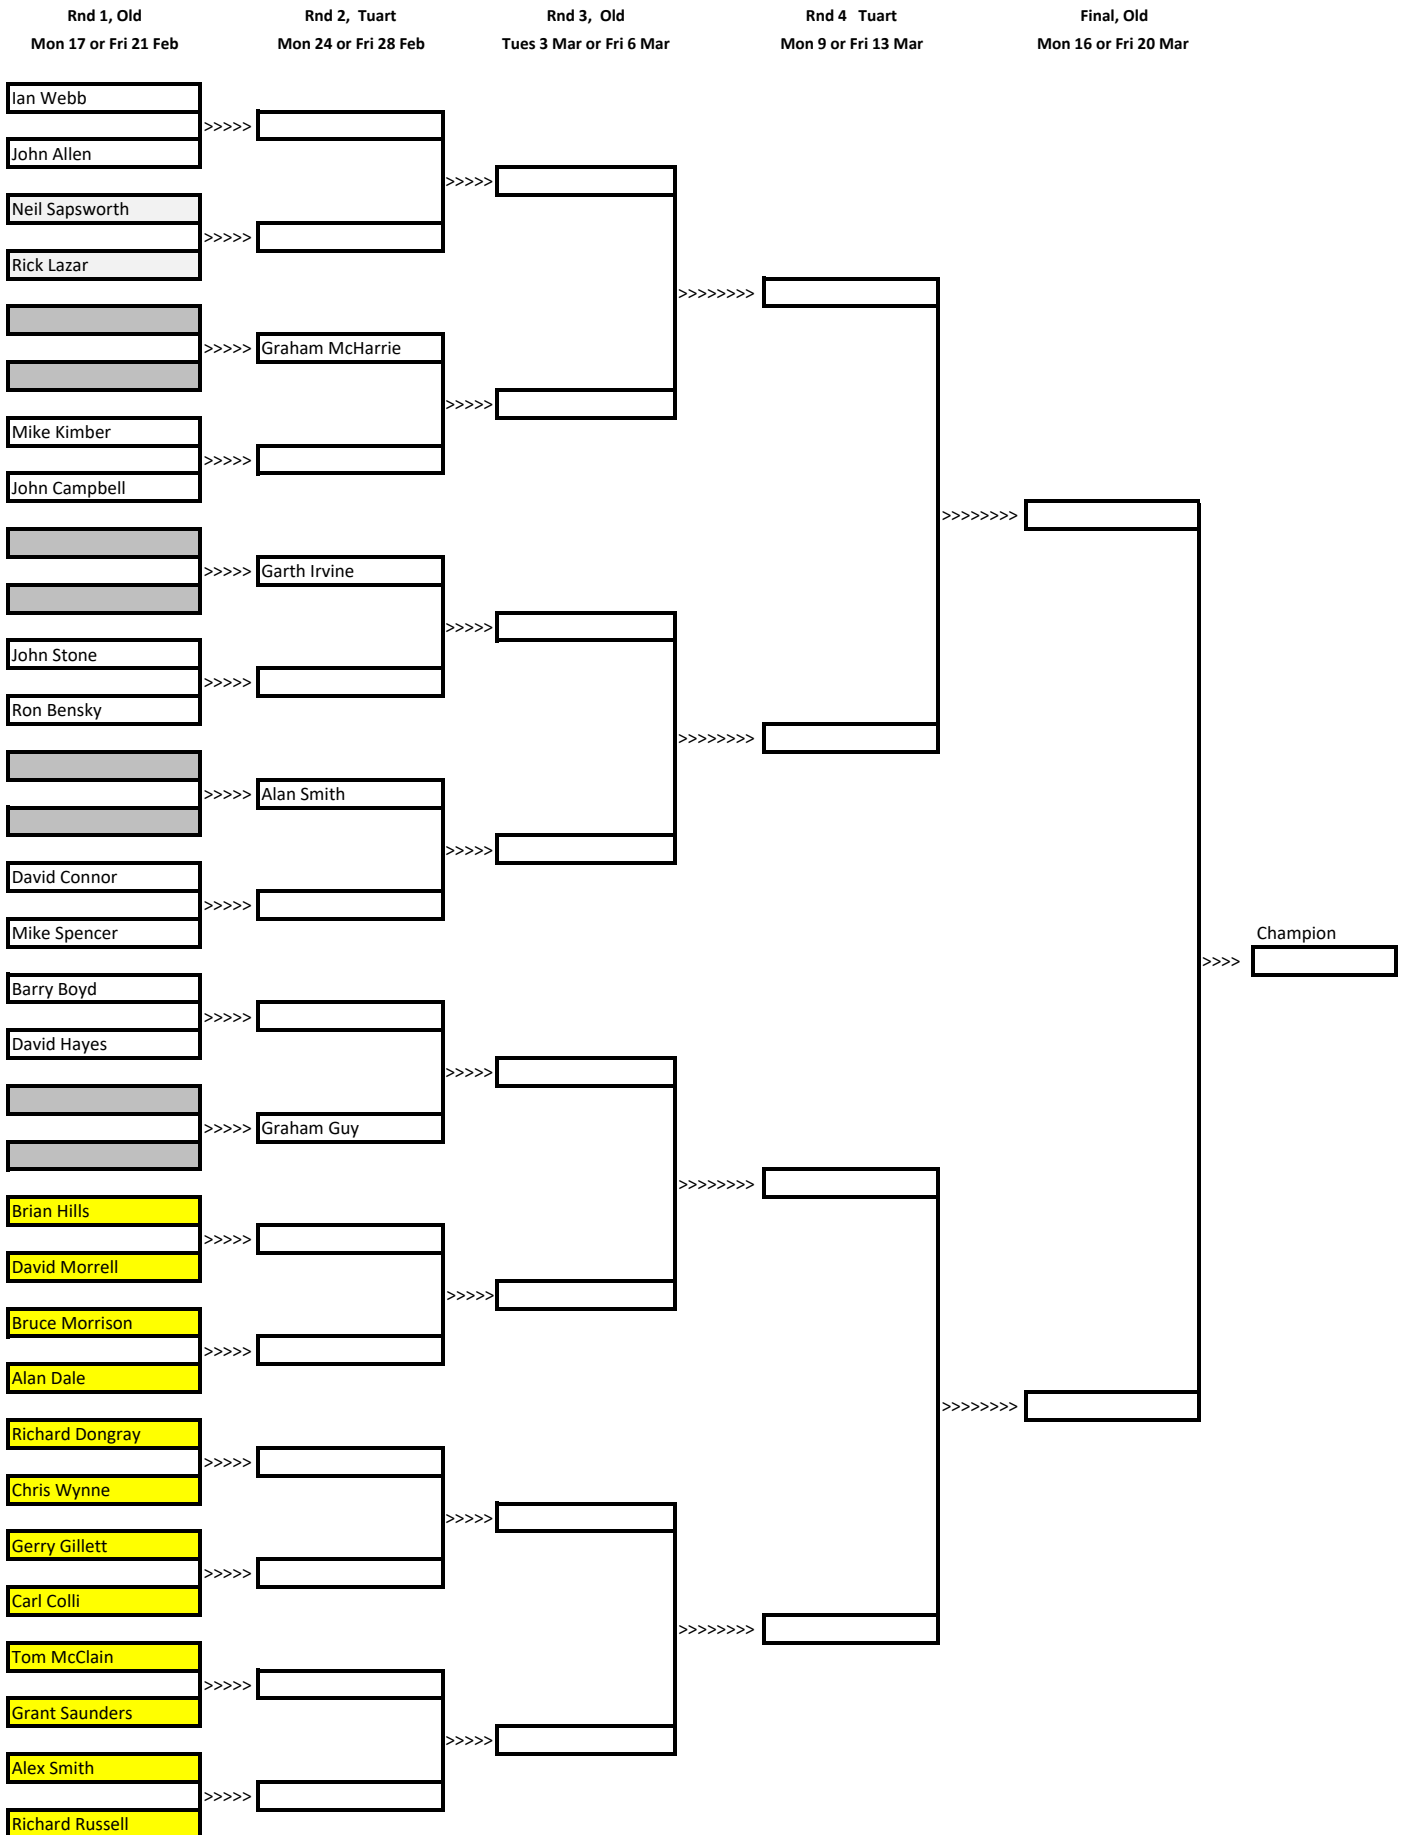 Rnd 1, Old Rnd 2, Tuart Rnd 3, Old Rnd 4 Tuart Final, Old
Mon 17 or Fri 21 Feb Mon 24 or Fri 28 Feb Tues 3 Mar or Fri 6 Mar Mon 9 or Fri 13 Mar Mon 16 or Fri 20 Mar
Ian Webb
>>>>>
John Allen
>>>>>
Neil Sapsworth
>>>>>
Rick Lazar
>>>>>>>>
>>>>> Graham McHarrie
>>>>>
Mike Kimber
>>>>>
John Campbell
>>>>>>>>
>>>>> Garth Irvine
>>>>>
John Stone
>>>>>
Ron Bensky
>>>>>>>>
>>>>> Alan Smith
>>>>>
David Connor
>>>>>
Mike Spencer Champion
>>>>
Barry Boyd
>>>>>
David Hayes
>>>>>
>>>>> Graham Guy
>>>>>>>>
Brian Hills
>>>>>
David Morrell
>>>>>
Bruce Morrison
>>>>>
Alan Dale
>>>>>>>>
Richard Dongray
>>>>>
Chris Wynne
>>>>>
Gerry Gillett
>>>>>
Carl Colli
>>>>>>>>
Tom McClain
>>>>>
Grant Saunders
>>>>>
Alex Smith
>>>>>
Richard Russell